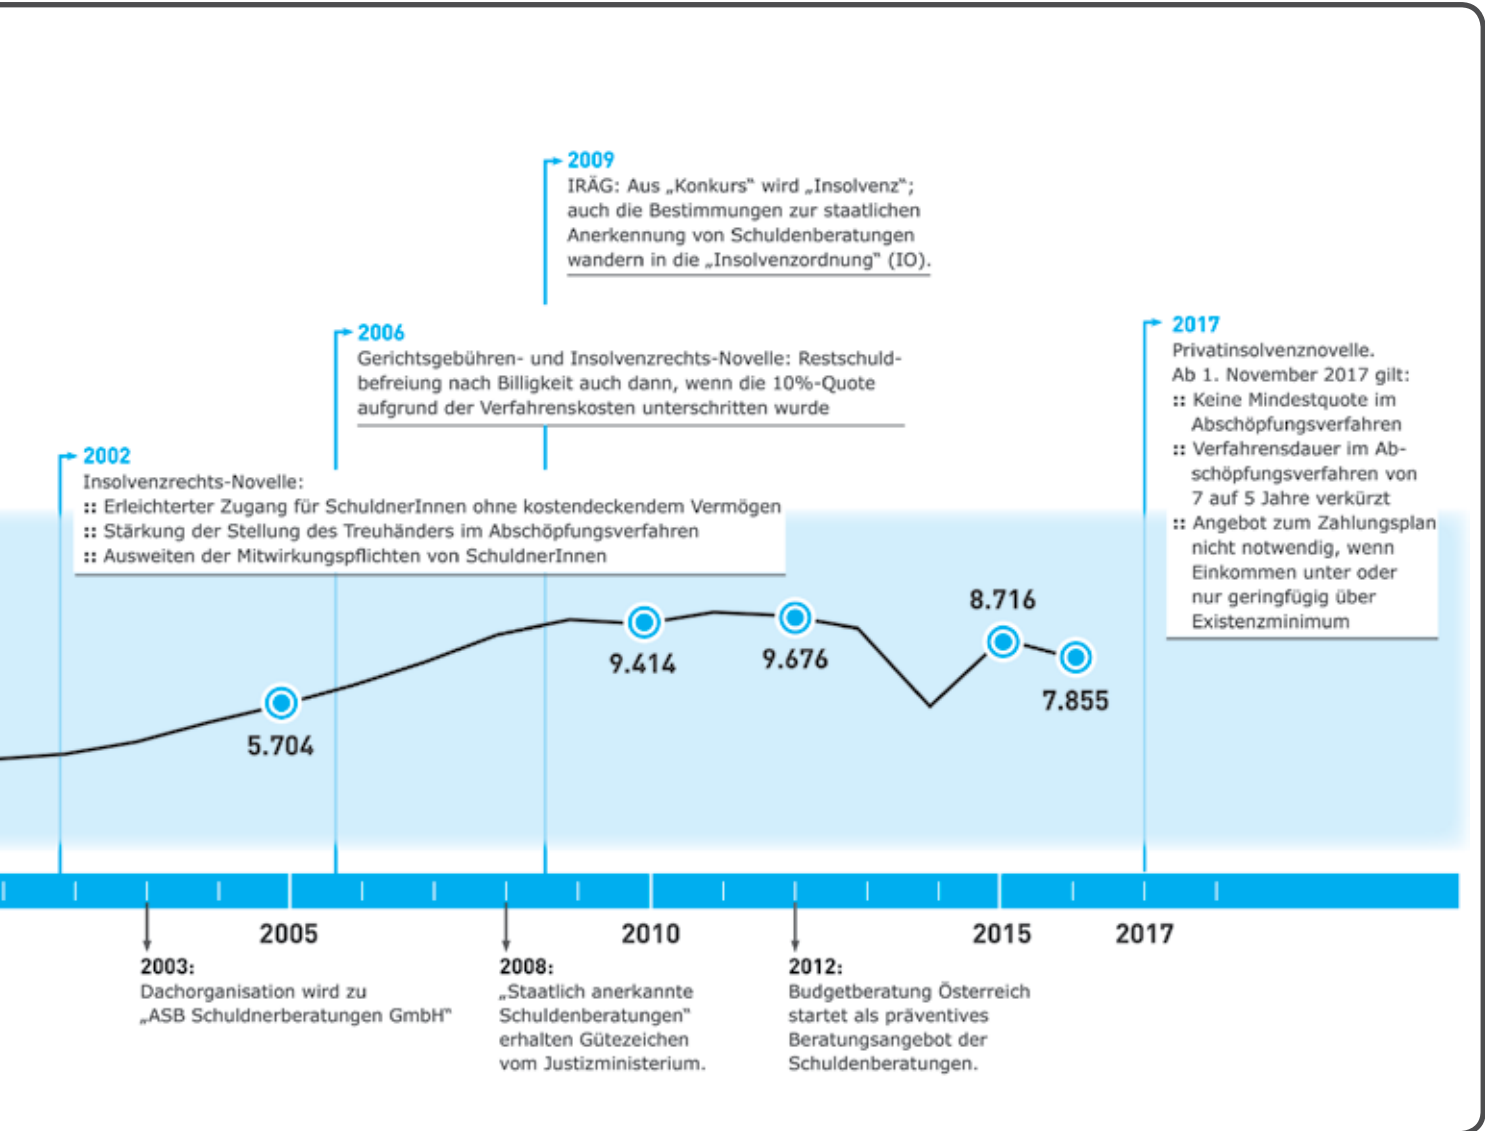 2009
IRÄG: Aus „Konkurs“ wird „Insolvenz“;
auch die Bestimmungen zur staatlichen
Anerkennung von Schuldenberatungen
wandern in die „Insolvenzordnung“ (IO).
2006
Gerichtsgebühren- und Insolvenzrechts-Novelle: Restschuld-
befreiung nach Billigkeit auch dann, wenn die 10%-Quote
aufgrund der Verfahrenskosten unterschritten wurde
2017
Privatinsolvenznovelle.
Ab 1. November 2017 gilt:
:: Keine Mindestquote im
Abschöpfungsverfahren
:: Verfahrensdauer im Ab-
schöpfungsverfahren von
7 auf 5 Jahre verkürzt
:: Angebot zum Zahlungsplan
nicht notwendig, wenn
Einkommen unter oder
nur geringfügig über
Existenzminimum
2002
Insolvenzrechts-Novelle:
:: Erleichterter Zugang für SchuldnerInnen ohne kostendeckendem Vermögen
:: Stärkung der Stellung des Treuhänders im Abschöpfungsverfahren
:: Ausweiten der Mitwirkungspflichten von SchuldnerInnen
5.704
9.414
9.676
8.716
7.855
2005
2010
2015
2017
2003:
Dachorganisation wird zu
„ASB Schuldnerberatungen GmbH“
2008:
„Staatlich anerkannte
Schuldenberatungen“
erhalten Gütezeichen
vom Justizministerium.
2012:
Budgetberatung Österreich
startet als präventives
Beratungsangebot der
Schuldenberatungen.